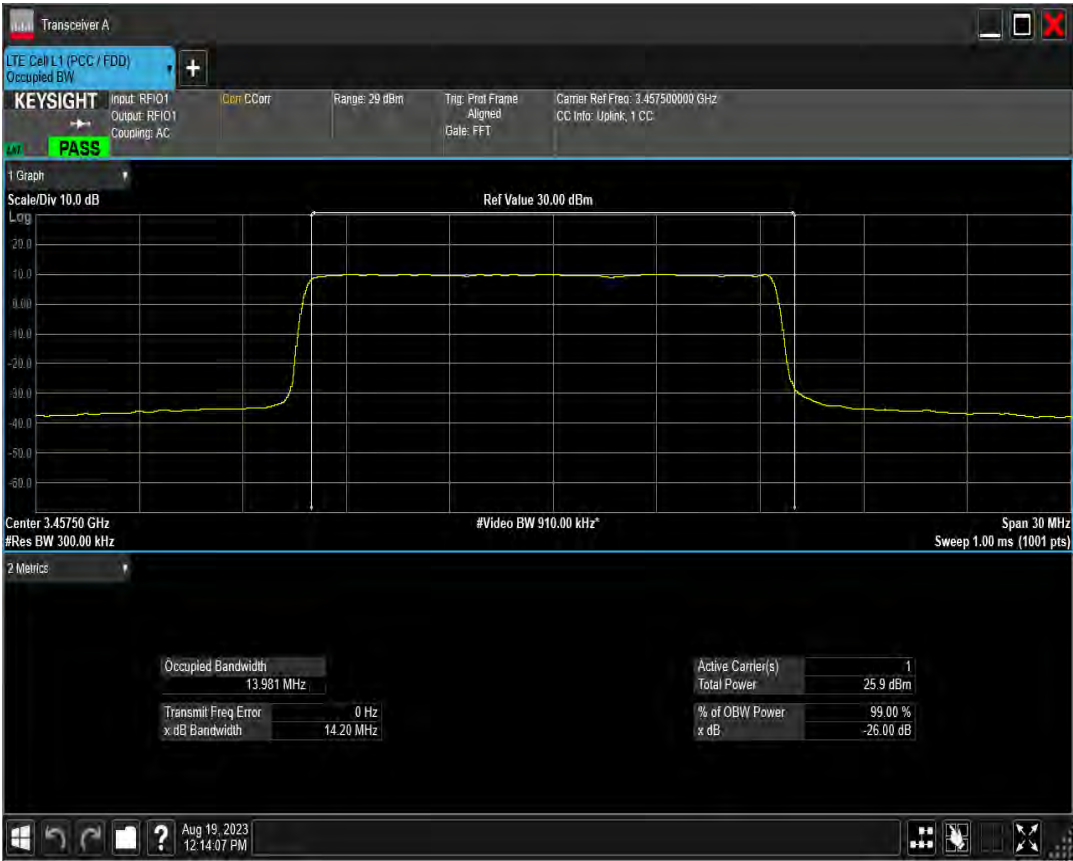 Transceiver A
LTE Cell L1 (PCC / FDD)
Occupied BW
KEYSIGHT
Input: RFIO1
Output: RFIO1
Coupling: AC
Corr CCorr
Range: 29 dBm
Trig: Prot Frame
Aligned
Gate: FFT
Carrier Ref Freq: 3.457500000 GHz
CC Info: Uplink, 1 CC
PASS
1 Graph
Scale/Div 10.0 dB
Ref Value 30.00 dBm
Log
20.0
10.0
0.00
-10.0
-20.0
-30.0
-40.0
-50.0
-60.0
Center 3.45750 GHz
#Video BW 910.00 kHz*
Span 30 MHz
#Res BW 300.00 kHz
Sweep 1.00 ms (1001 pts)
2 Metrics
Occupied Bandwidth
13.981 MHz
Transmit Freq Error 0 Hz
x dB Bandwidth 14.20 MHz
Active Carrier(s) 1
Total Power 25.9 dBm
% of OBW Power 99.00 %
x dB -26.00 dB
Aug 19, 2023
12:14:07 PM